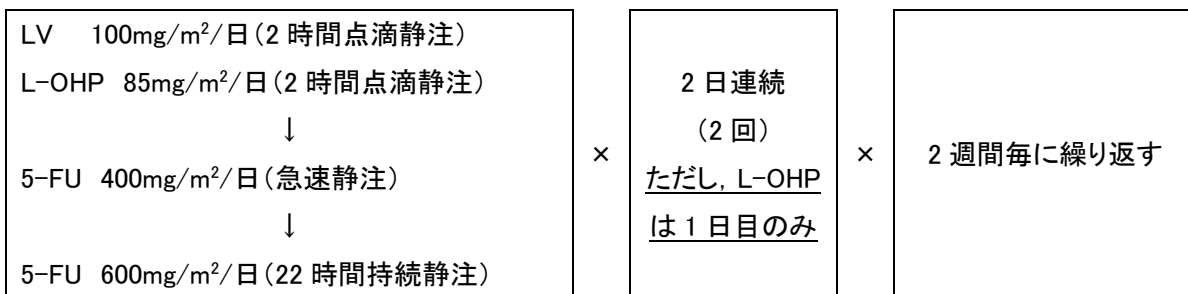 LV 100mg/m²/日(2 時間点滴静注)
L-OHP 85mg/m²/日(2 時間点滴静注)
↓
5-FU 400mg/m²/日(急速静注)
↓
5-FU 600mg/m²/日(22 時間持続静注)
×
2 日連続
(2 回)
ただし, L-OHP
は 1 日目のみ
×
2 週間毎に繰り返す